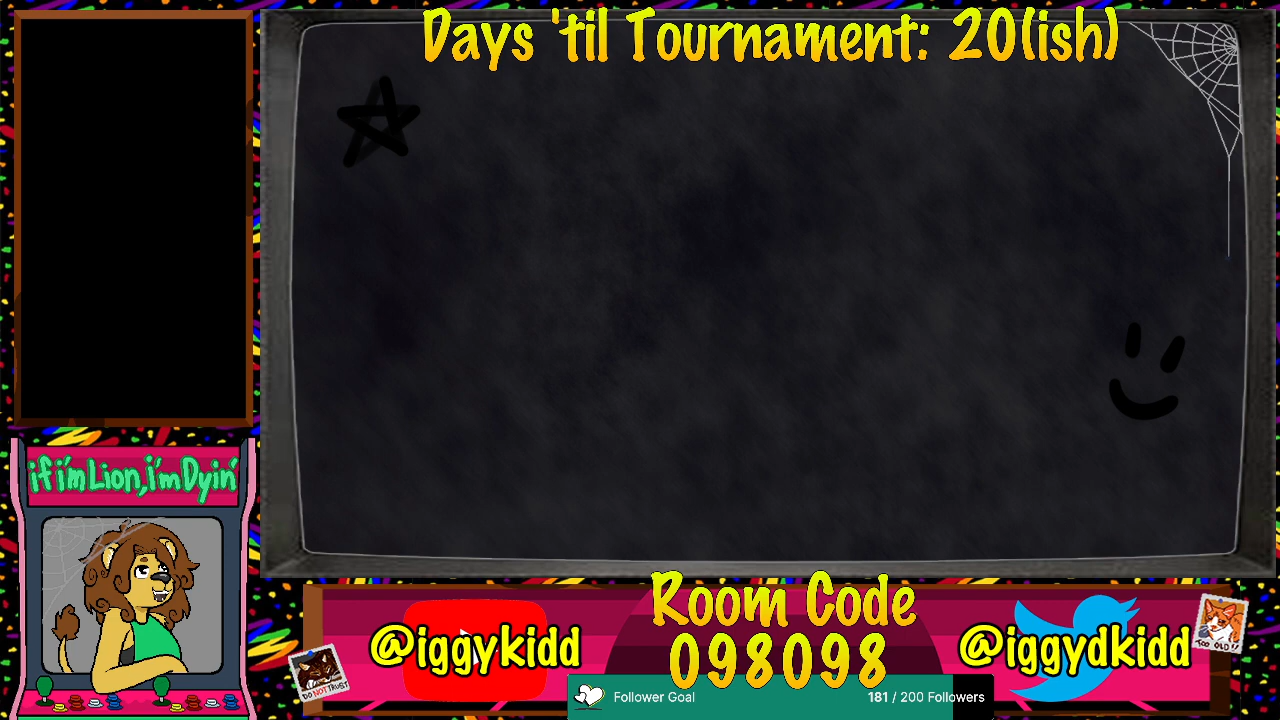 Days 'til Tournament: 20(ish)
if i'm Lion, i'm Dyin'
Room Code
098098
@iggykidd
@iggydkidd
DO NOT TRUST
TOO OLD!!
Follower Goal
181 / 200 Followers